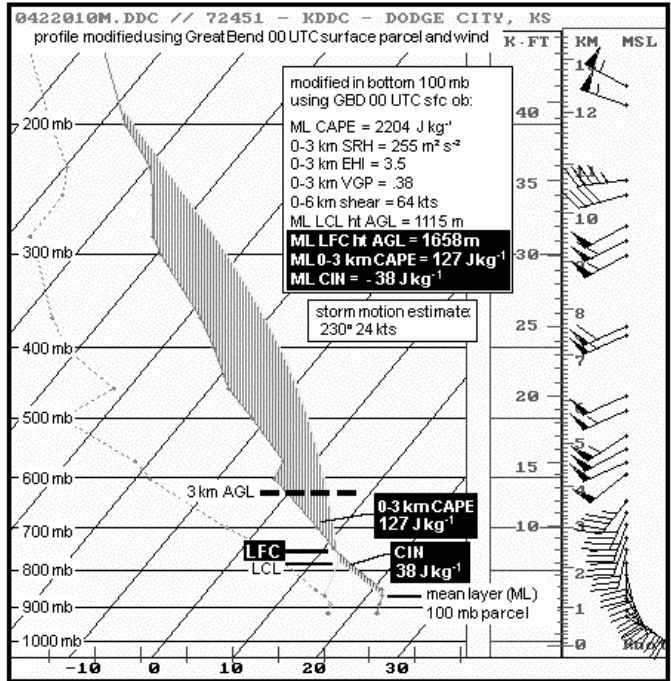 0422010M.DDC // 72451 - KDDC - DODGE CITY, KS
profile modified using Great Bend 00 UTC surface parcel and wind
K-FT KM MSL
modified in bottom 100 mb
using GBD 00 UTC sfc ob:
ML CAPE = 2204 J kg⁻¹
0-3 km SRH = 255 m² s⁻²
0-3 km EHI = 3.5
0-3 km VGP = .38
0-6 km shear = 64 kts
ML LCL ht AGL = 1115 m
ML LFC ht AGL = 1658 m
ML 0-3 km CAPE = 127 J kg⁻¹
ML CIN = - 38 J kg⁻¹
storm motion estimate:
230° 24 kts
200 mb
300 mb
400 mb
500 mb
600 mb
700 mb
800 mb
900 mb
1000 mb
3 km AGL
0-3 km CAPE
127 J kg⁻¹
LFC
LCL
CIN
38 J kg⁻¹
mean layer (ML)
100 mb parcel
40
35
30
25
20
15
10
12
11
10
8
7
5
4
3
2
1
0
-10 0 10 20 30